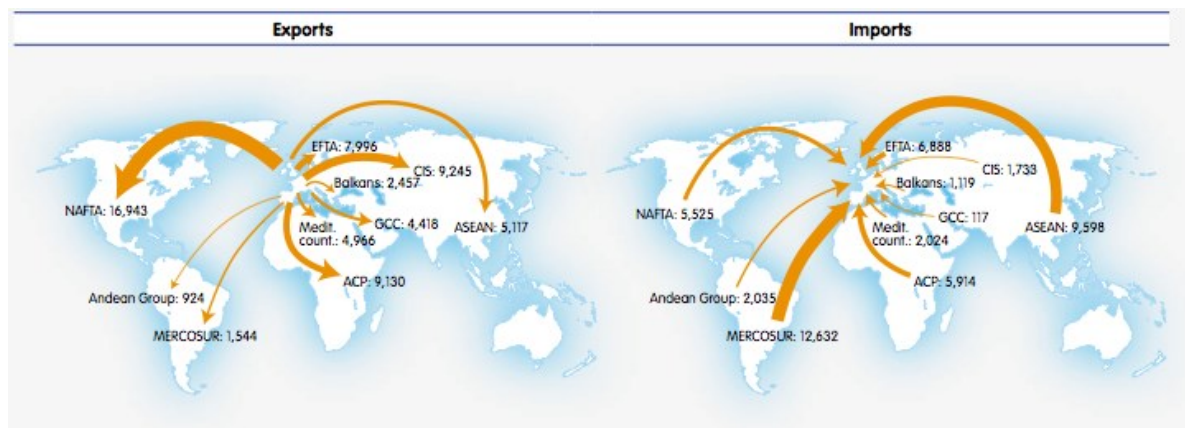 Exports
EFTA: 7,996
CIS: 9,245
Balkans: 2,457
NAFTA: 16,943
GCC: 4,418
ASEAN: 5,117
Medit.
count.: 4,966
ACP: 9,130
Andean Group: 924
MERCOSUR: 1,544
Imports
EFTA: 6,888
CIS: 1,733
Balkans: 1,119
NAFTA: 5,525
GCC: 117
ASEAN: 9,598
Medit.
count.: 2,024
ACP: 5,914
Andean Group: 2,035
MERCOSUR: 12,632